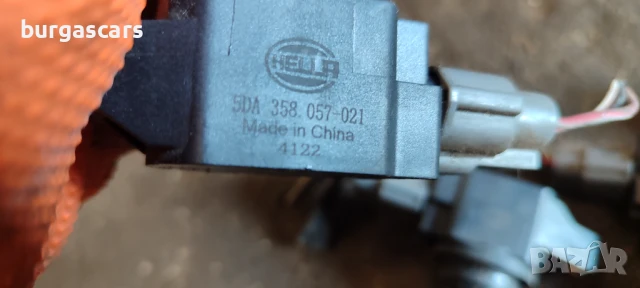 burgascars
HELLA
5DA 358.057-021
Made in China
4122
BAZAR